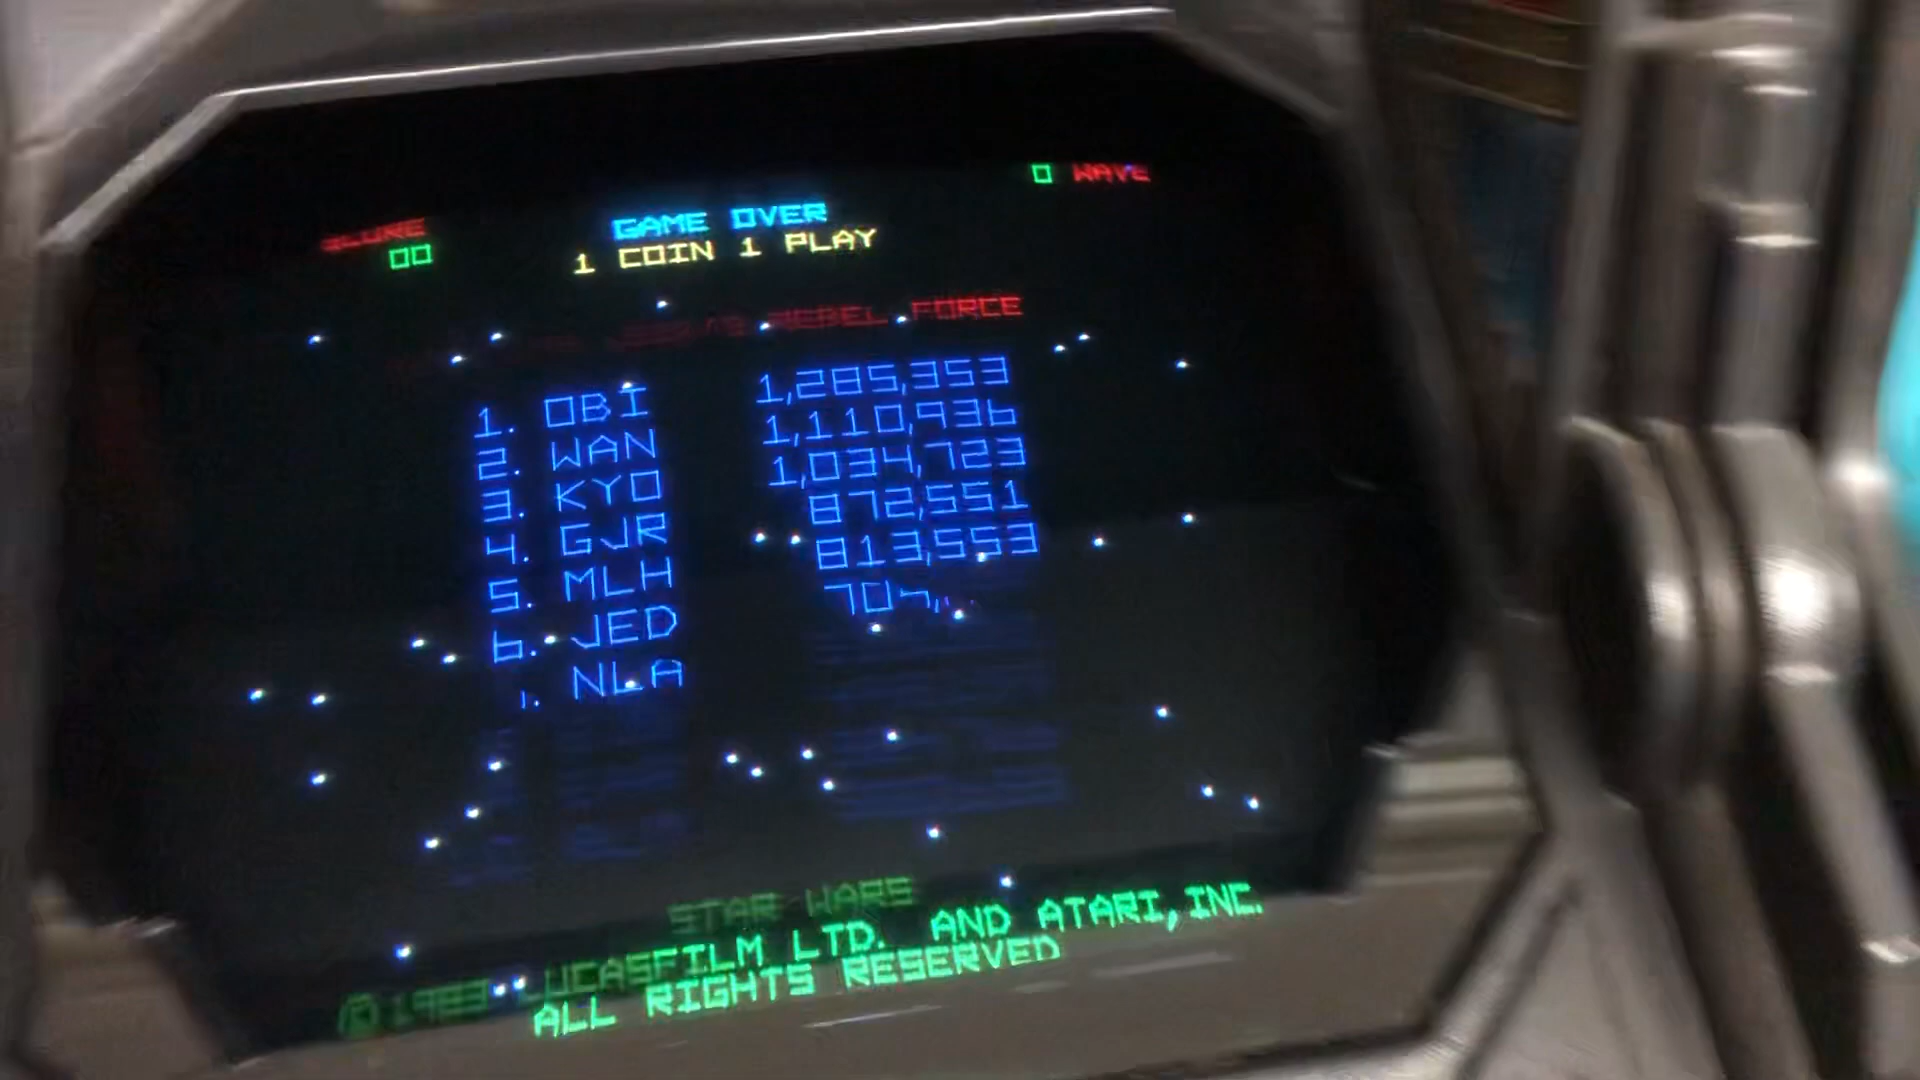 SCORE
00
GAME OVER
1 COIN 1 PLAY
0 WAVE
REBEL FORCE
1. OBI 1,285,353
2. WAN 1,110,936
3. KYO 1,034,723
4. GJR 872,551
5. MLH 813,553
6. JED
NLA
STAR WARS
© 1983 LUCASFILM LTD. AND ATARI, INC.
ALL RIGHTS RESERVED